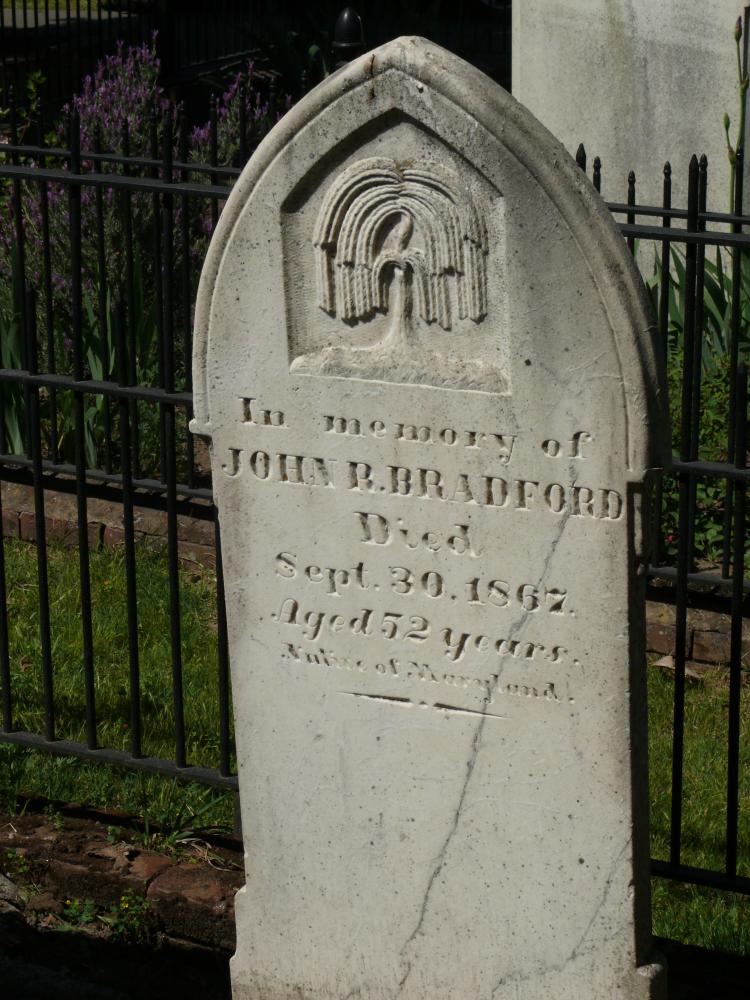 In memory of
JOHN R. BRADFORD
Died
Sept. 30, 1867.
Aged 52 years.
Native of Maryland.